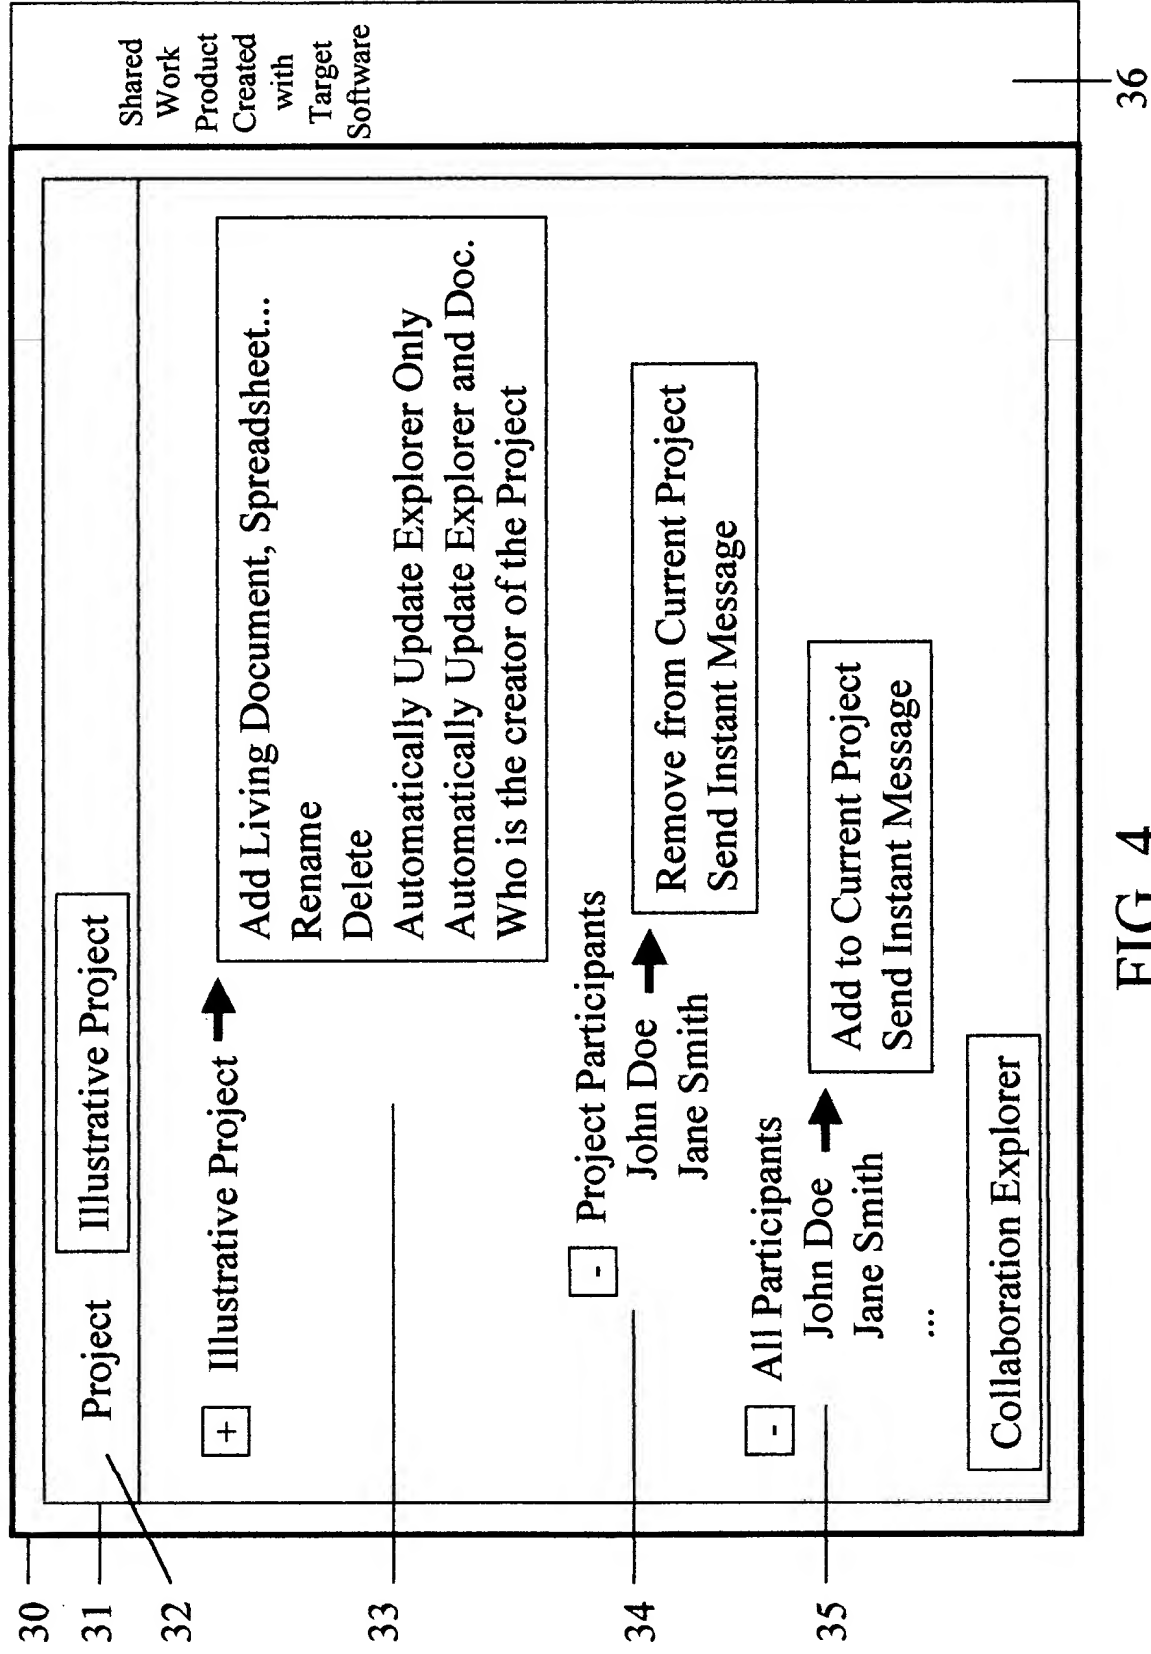 30
31
32
33
34
35
Project
Illustrative Project
+ Illustrative Project
Add Living Document, Spreadsheet...
Rename
Delete
Automatically Update Explorer Only
Automatically Update Explorer and Doc.
Who is the creator of the Project
- Project Participants
John Doe
Jane Smith
Remove from Current Project
Send Instant Message
- All Participants
John Doe
Jane Smith
...
Add to Current Project
Send Instant Message
Collaboration Explorer
Shared
Work
Product
Created
with
Target
Software
36
FIG. 4